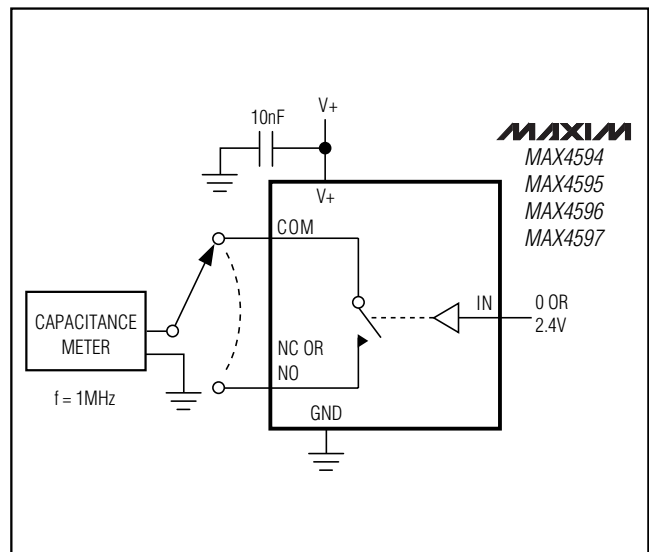 10nF
V+
V+
MAXIM
MAX4594
MAX4595
MAX4596
MAX4597
COM
IN
0 OR
2.4V
CAPACITANCE
METER
NC OR
NO
f = 1MHz
GND